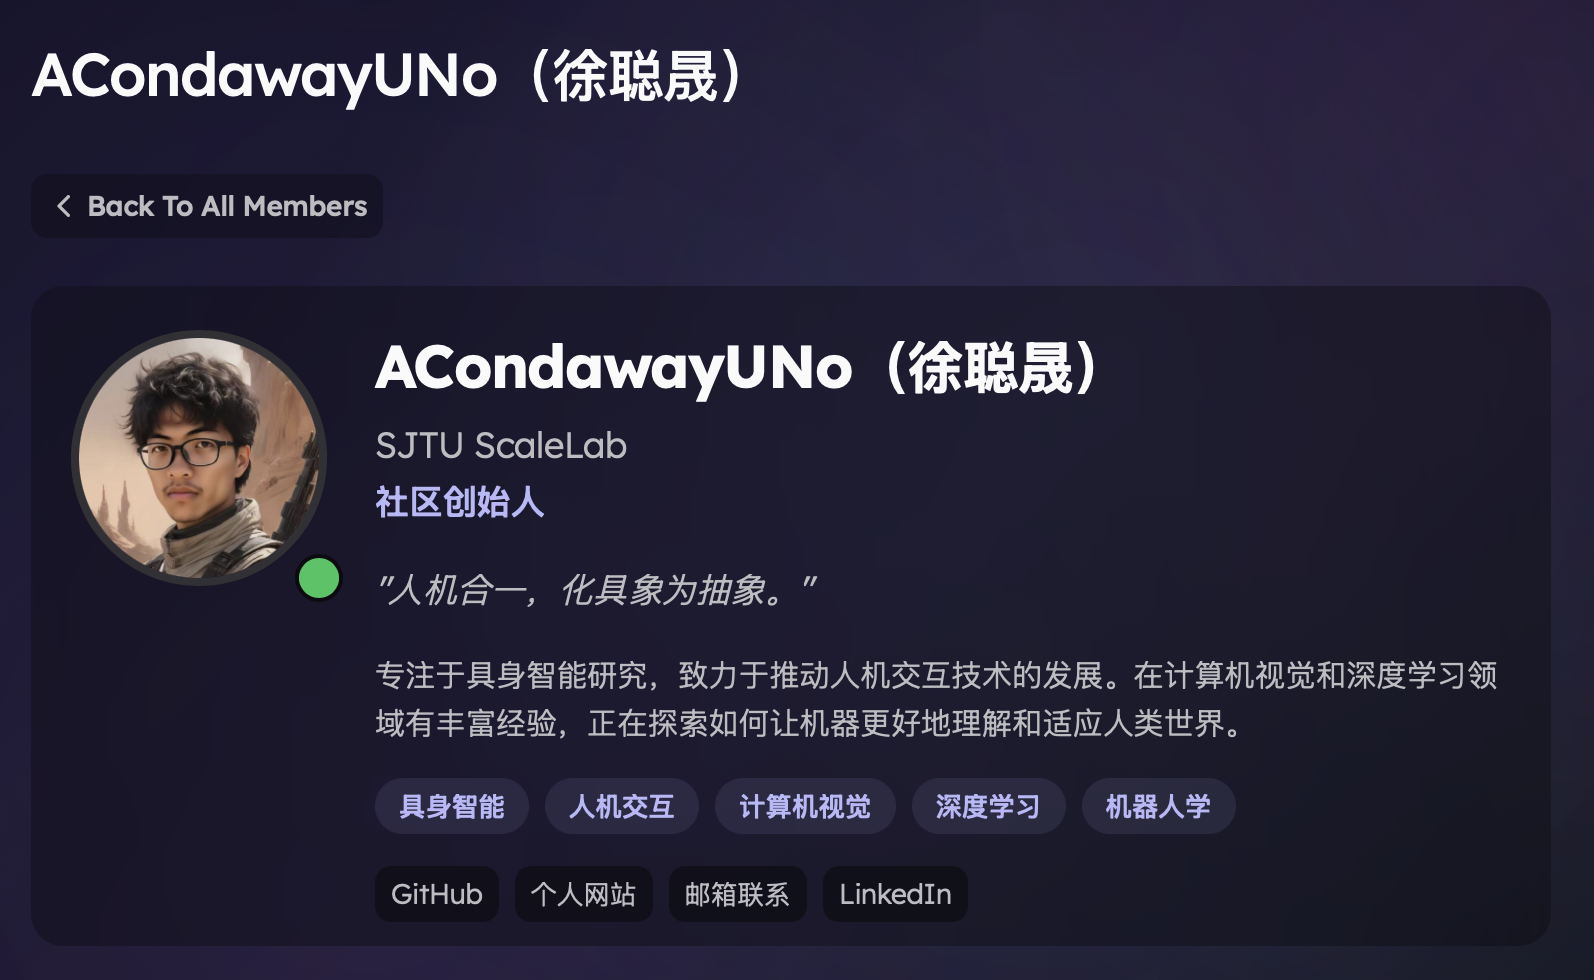 ACondawayUNo（徐聪晟）
Back To All Members
ACondawayUNo（徐聪晟）
SJTU ScaleLab
社区创始人
"人机合一，化具象为抽象。"
专注于具身智能研究，致力于推动人机交互技术的发展。在计算机视觉和深度学习领
域有丰富经验，正在探索如何让机器更好地理解和适应人类世界。
具身智能 人机交互 计算机视觉 深度学习 机器人学
GitHub 个人网站 邮箱联系 LinkedIn